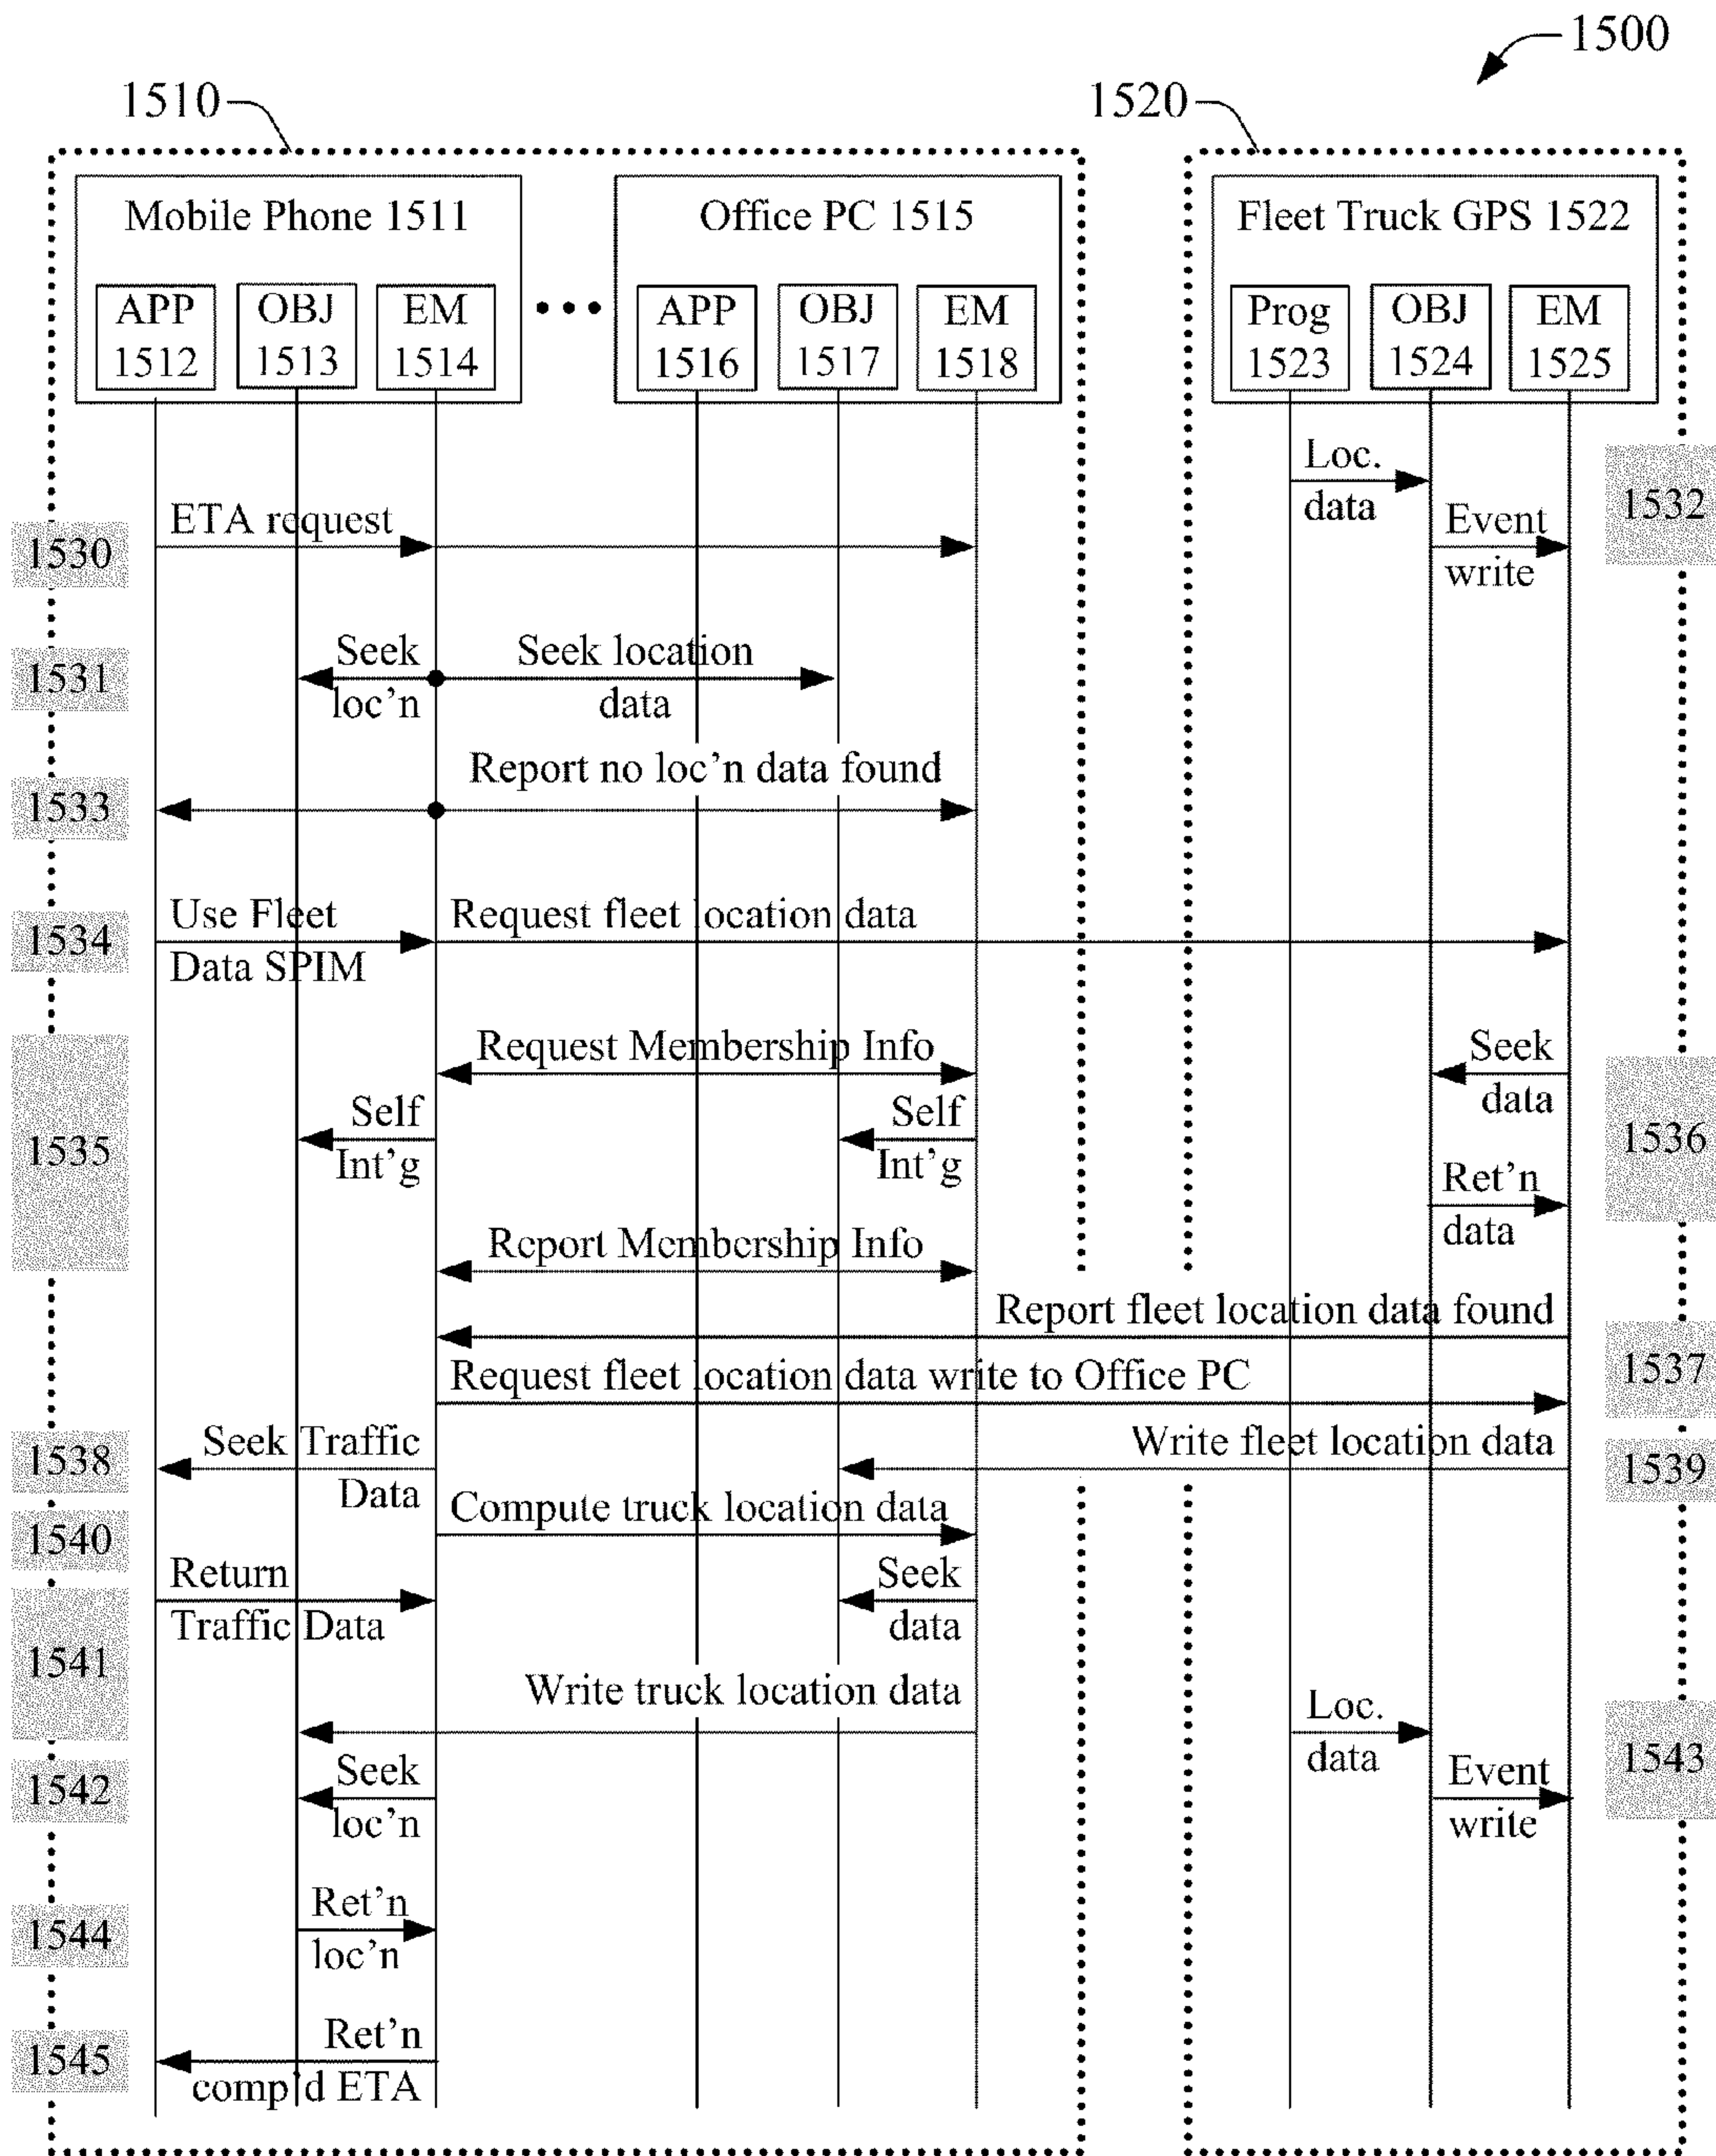 1500
1510
1520
Mobile Phone 1511
Office PC 1515
Fleet Truck GPS 1522
APP
1512
OBJ
1513
EM
1514
•••
APP
1516
OBJ
1517
EM
1518
Prog
1523
OBJ
1524
EM
1525
Loc.
data
1532
ETA request
Event
write
1530
Seek
loc'n
Seek location
data
1531
Report no loc'n data found
1533
Use Fleet
Data SPIM
Request fleet location data
1534
Request Membership Info
Seek
data
Self
Int'g
Self
Int'g
1535
1536
Ret'n
data
Report Membership Info
Report fleet location data found
1537
Request fleet location data write to Office PC
Seek Traffic
Data
1538
Write fleet location data
1539
Compute truck location data
1540
Return
Traffic Data
Seek
data
1541
Write truck location data
Loc.
data
1543
Seek
loc'n
1542
Event
write
Ret'n
loc'n
1544
Ret'n
comp'd ETA
1545